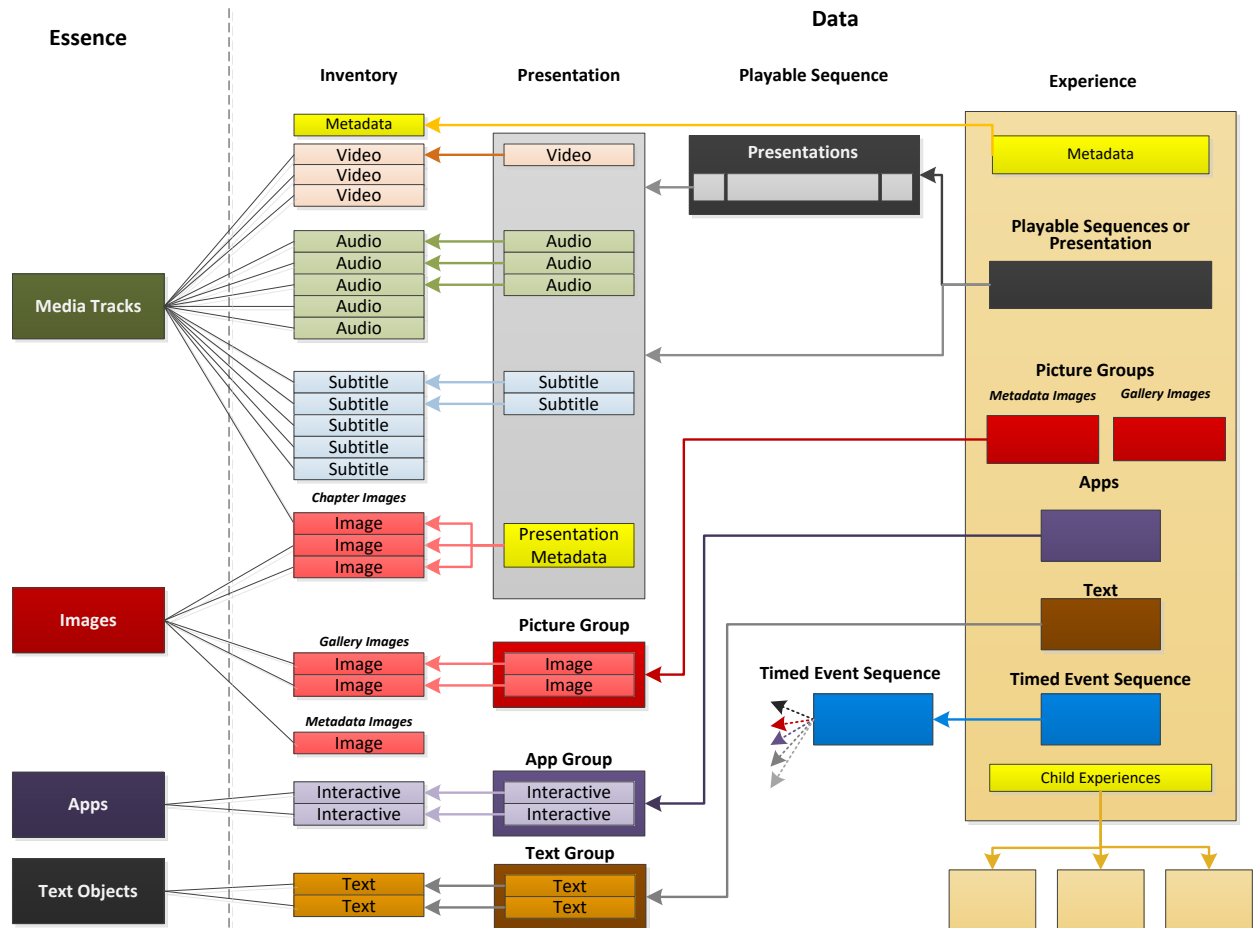 Essence
Data
Inventory
Presentation
Playable Sequence
Experience
Metadata
Video
Video
Video
Audio
Audio
Audio
Audio
Audio
Subtitle
Subtitle
Subtitle
Subtitle
Subtitle
Chapter Images
Image
Image
Image
Gallery Images
Image
Image
Metadata Images
Image
Interactive
Interactive
Text
Text
Media Tracks
Images
Apps
Text Objects
Video
Audio
Audio
Audio
Subtitle
Subtitle
Presentation
Metadata
Picture Group
Image
Image
App Group
Interactive
Interactive
Text Group
Text
Text
Presentations
Timed Event Sequence
Metadata
Playable Sequences or
Presentation
Picture Groups
Metadata Images
Gallery Images
Apps
Text
Timed Event Sequence
Child Experiences